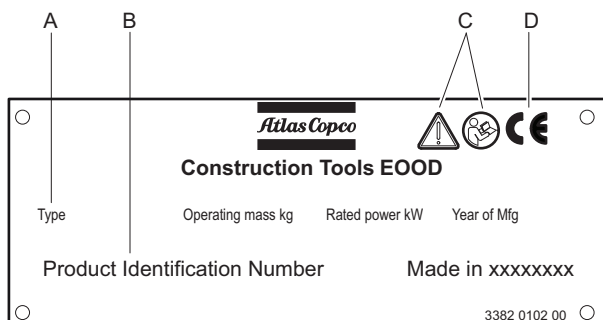 A B C D
Atlas Copco
CE
Construction Tools EOOD
Type Operating mass kg Rated power kW Year of Mfg
Product Identification Number Made in xxxxxxxx
3382 0102 00